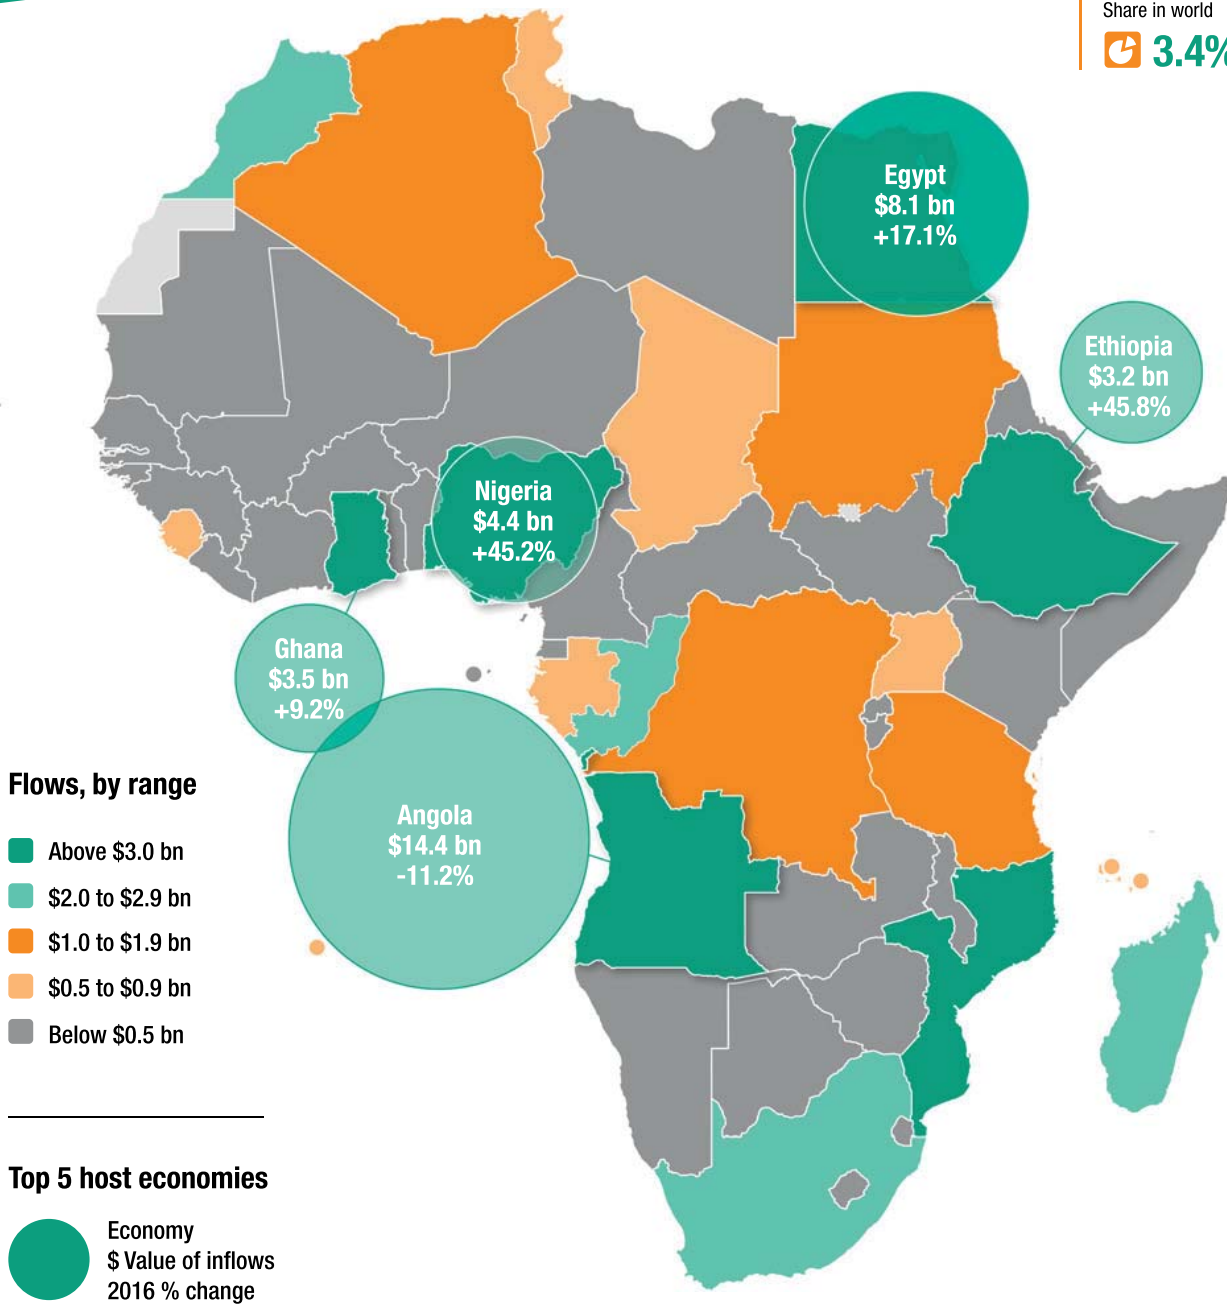 Share in world
3.4%
Egypt
$8.1 bn
+17.1%
Ethiopia
$3.2 bn
+45.8%
Nigeria
$4.4 bn
+45.2%
Ghana
$3.5 bn
+9.2%
Angola
$14.4 bn
-11.2%
Flows, by range
Above $3.0 bn
$2.0 to $2.9 bn
$1.0 to $1.9 bn
$0.5 to $0.9 bn
Below $0.5 bn
Top 5 host economies
Economy
$ Value of inflows
2016 % change